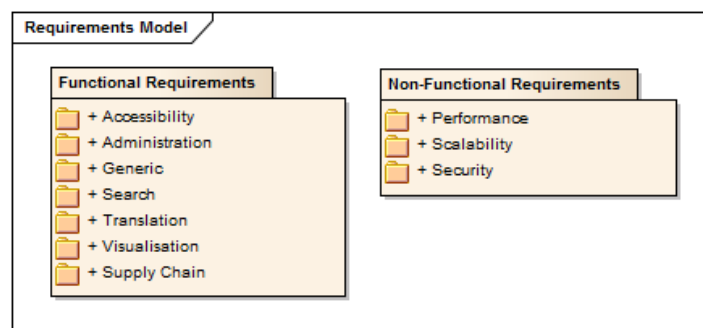 Requirements Model
Functional Requirements
+ Accessibility
+ Administration
+ Generic
+ Search
+ Translation
+ Visualisation
+ Supply Chain
Non-Functional Requirements
+ Performance
+ Scalability
+ Security